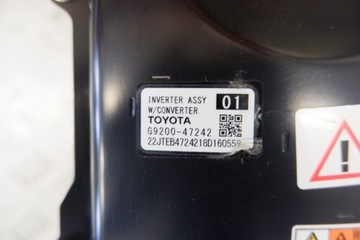 INVERTER ASSY 01
W/CONVERTER
TOYOTA
G9200-47242
22JTEB4724218D160559